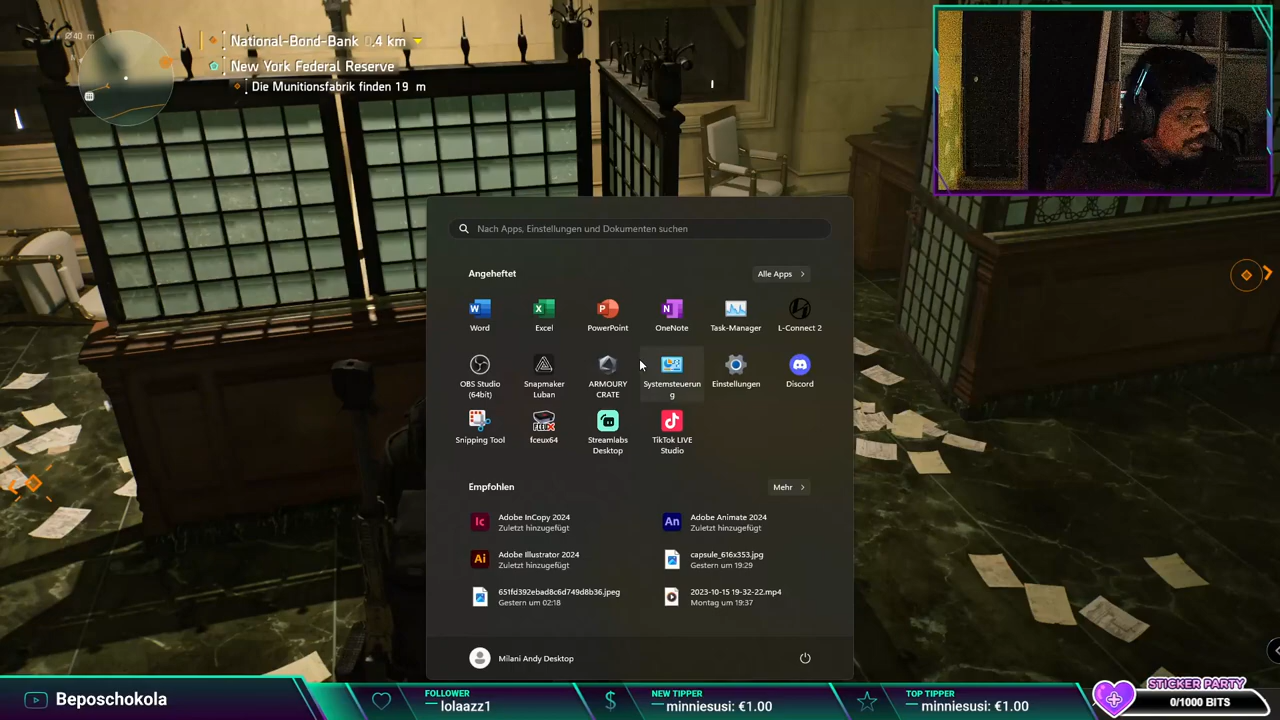 Ø40 m
National-Bond-Bank 0,4 km
New York Federal Reserve
Die Munitionsfabrik finden 19 m
Nach Apps, Einstellungen und Dokumenten suchen
Angeheftet
Alle Apps
Word
Excel
PowerPoint
OneNote
Task-Manager
L-Connect 2
OBS Studio
(64bit)
Snapmaker
Luban
ARMOURY
CRATE
Systemsteuerun
g
Einstellungen
Discord
Snipping Tool
fceux64
Streamlabs
Desktop
TikTok LIVE
Studio
Empfohlen
Mehr
Adobe InCopy 2024
Zuletzt hinzugefügt
Adobe Animate 2024
Zuletzt hinzugefügt
Adobe Illustrator 2024
Zuletzt hinzugefügt
capsule_616x353.jpg
Gestern um 19:29
651fd392ebad8c6d749d8b36.jpeg
Gestern um 02:18
2023-10-15 19-32-22.mp4
Montag um 19:37
Milani Andy Desktop
Beposchokola
FOLLOWER
lolaazz1
NEW TIPPER
minniesusi: €1.00
TOP TIPPER
minniesusi: €1.00
STICKER PARTY
0/1000 BITS